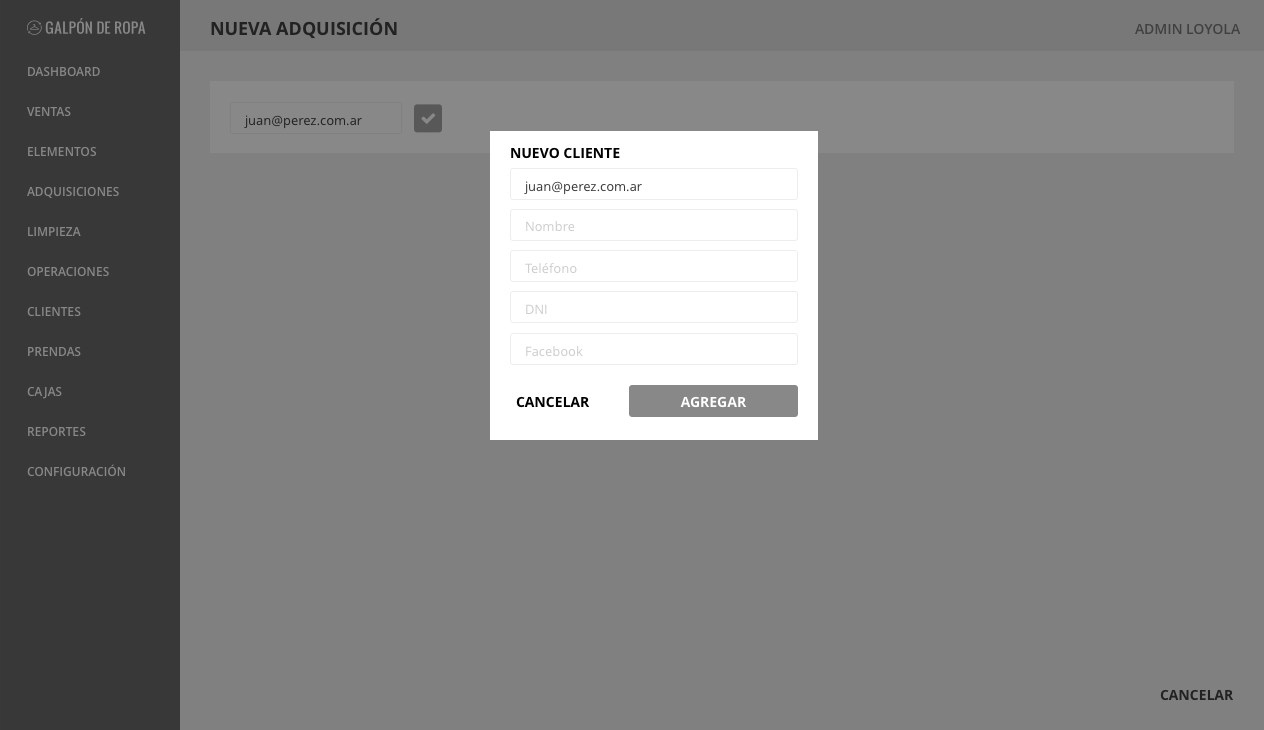 GALPÓN DE ROPA
NUEVA ADQUISICIÓN
ADMIN LOYOLA
DASHBOARD
VENTAS
ELEMENTOS
ADQUISICIONES
LIMPIEZA
OPERACIONES
CLIENTES
PRENDAS
CAJAS
REPORTES
CONFIGURACIÓN
juan@perez.com.ar
NUEVO CLIENTE
juan@perez.com.ar
Nombre
Teléfono
DNI
Facebook
CANCELAR
AGREGAR
CANCELAR